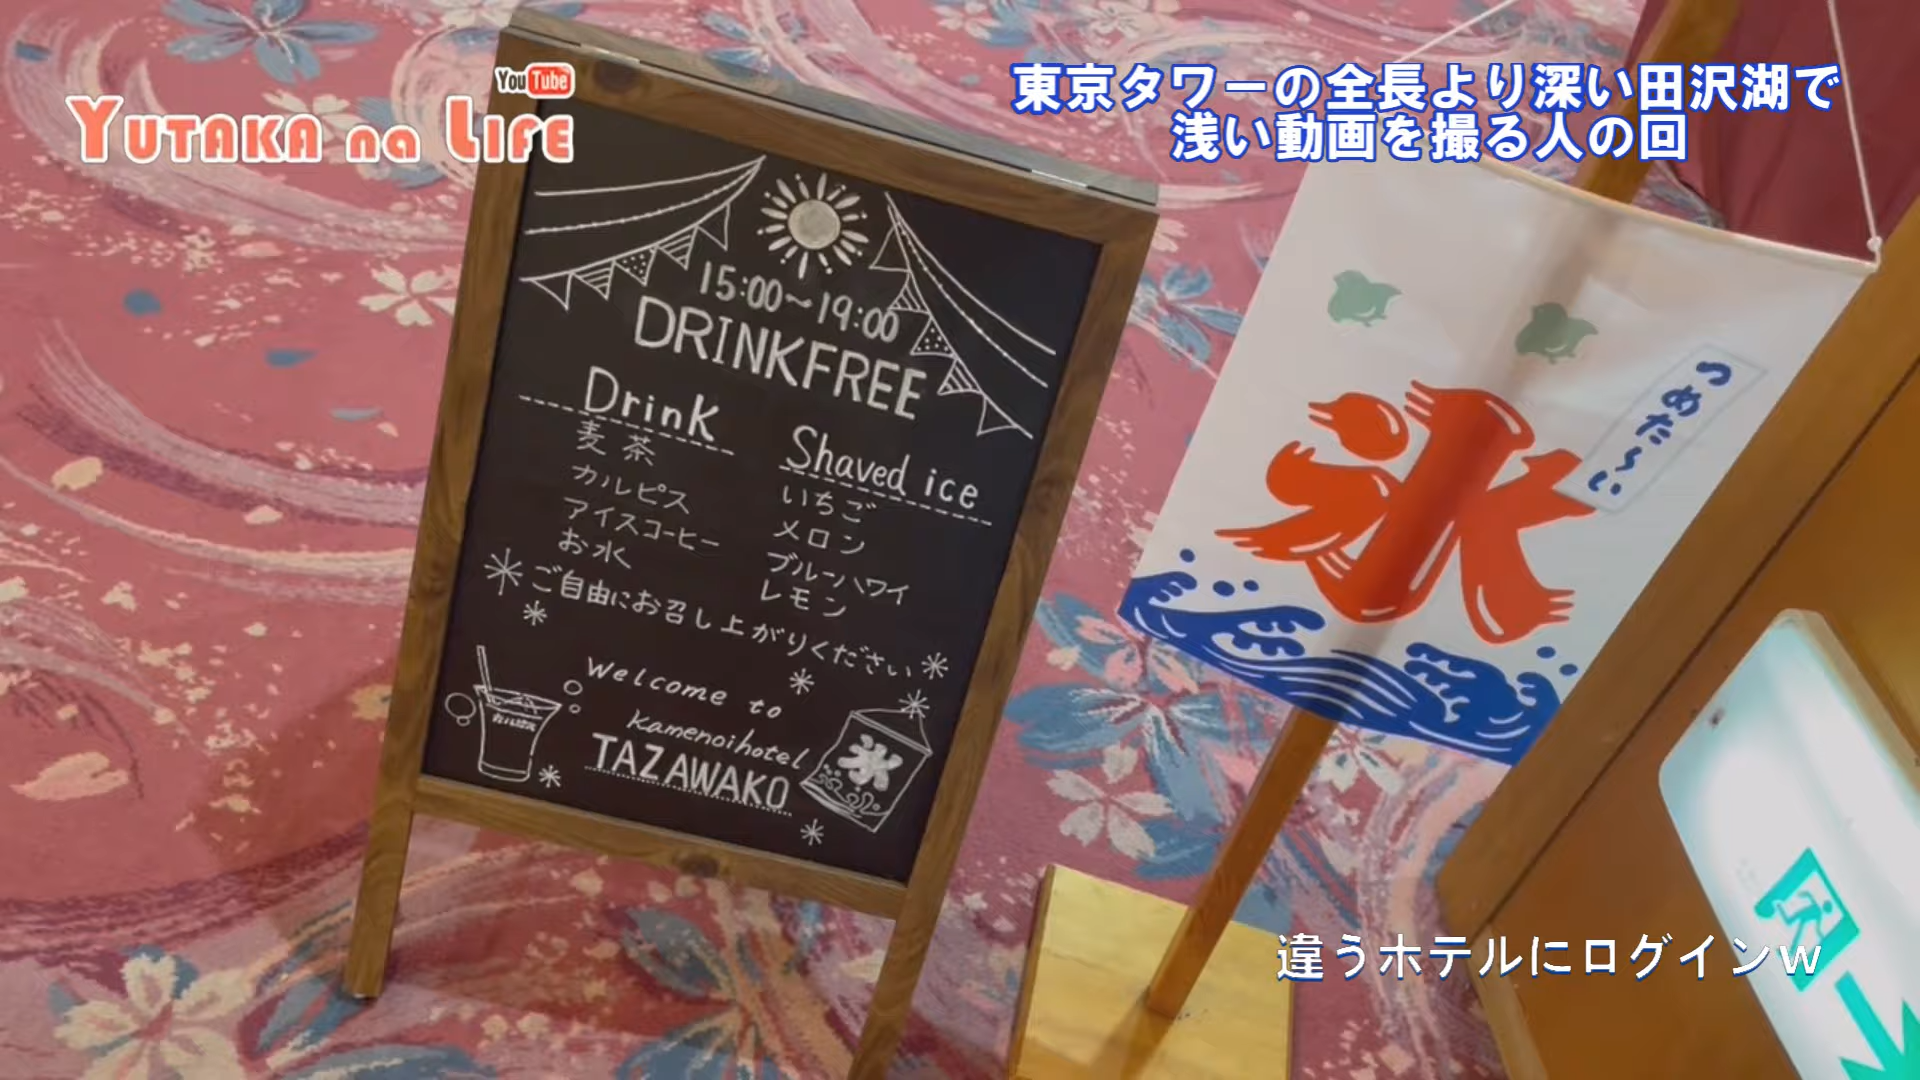 YouTube
YUTAKA na LIFE
東京タワーの全長より深い田沢湖で
浅い動画を撮る人の回
15:00～19:00
DRINKFREE
Drink
麦茶
カルピス
アイスコーヒー
お水
Shaved ice
いちご
メロン
ブルーハワイ
レモン
ご自由にお召し上がりください
Welcome to
kamenoihotel
TAZAWAKO
氷
つめた～い
氷
違うホテルにログインw